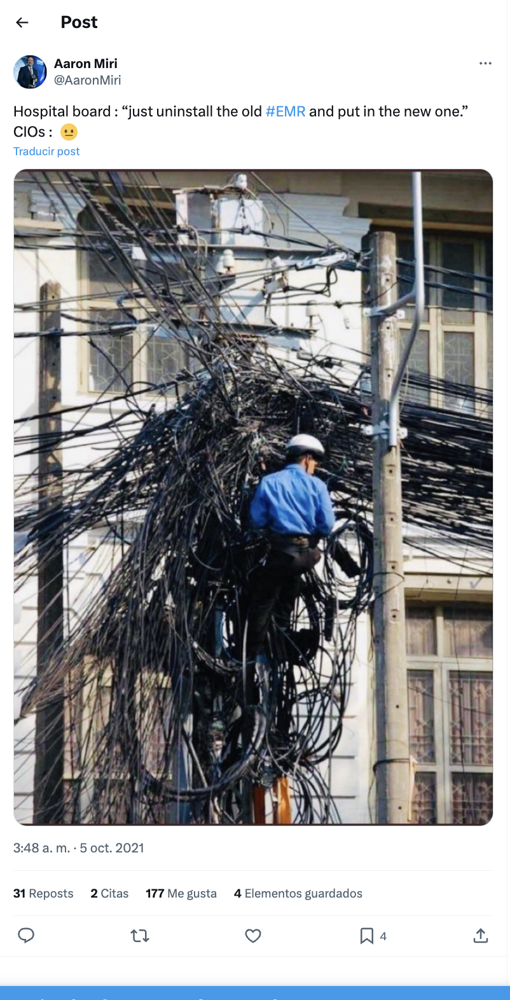 Post
Aaron Miri
@AaronMiri
Hospital board : “just uninstall the old #EMR and put in the new one.”
CIOs : 😐
Traducir post
3:48 a. m. · 5 oct. 2021
31 Reposts 2 Citas 177 Me gusta 4 Elementos guardados
4